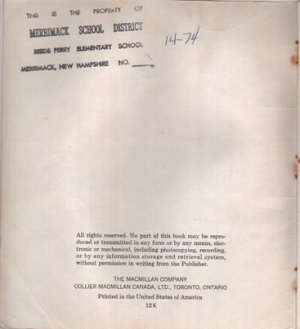 THIS IS THE PROPERTY OF
MERRIMACK SCHOOL DISTRICT
REEDS FERRY ELEMENTARY SCHOOL
MERRIMACK, NEW HAMPSHIRE NO.
14-74
All rights reserved. No part of this book may be repro-
duced or transmitted in any form or by any means, elec-
tronic or mechanical, including photocopying, recording,
or by any information storage and retrieval system,
without permission in writing from the Publisher.
THE MACMILLAN COMPANY
COLLIER MACMILLAN CANADA, LTD., TORONTO, ONTARIO
Printed in the United States of America
12K